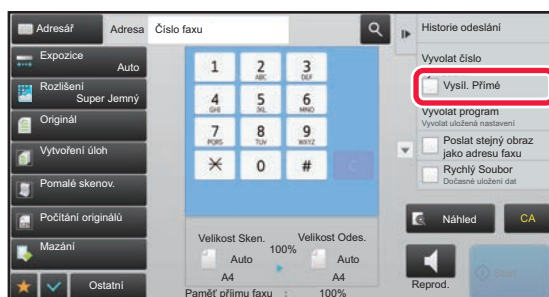 Adresář
Adresa
Číslo faxu
Historie odeslání
Expozice
Auto
Rozlišení
Super Jemný
Originál
Vytvoření úloh
Pomalé skenov.
Počítání originálů
Mazání
Ostatní
1
2 ABC
3 DEF
4 GHI
5 JKL
6 MNO
7 PQRS
8 TUV
9 WXYZ
0
#
C
Velikost Sken.
100%
Velikost Odes.
Auto
A4
Auto
A4
Paměť příjmu faxu : 100%
Vyvolat číslo
Vysíl. Přímé
Vyvolat program
Vyvolat uložená nastavení
Poslat stejný obraz
jako adresu faxu
Rychlý Soubor
Dočasné uložení dat
Náhled
CA
Reprod.
Start